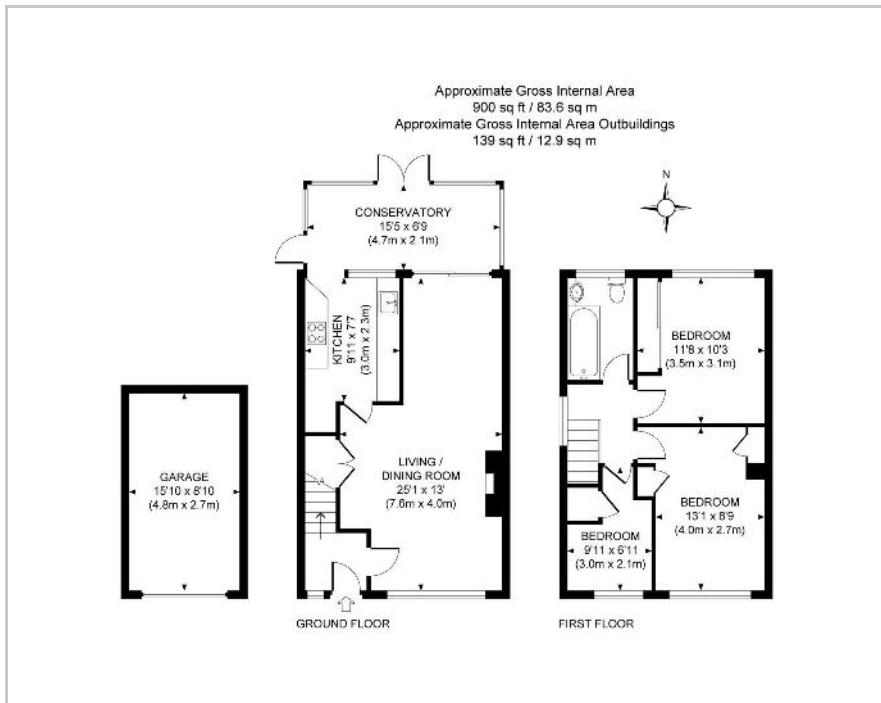 Approximate Gross Internal Area
900 sq ft / 83.6 sq m
Approximate Gross Internal Area Outbuildings
139 sq ft / 12.9 sq m
N
CONSERVATORY
15'5 x 6'9
(4.7m x 2.1m)
KITCHEN
9'11 x 7'7
(3.0m x 2.3m)
BEDROOM
11'8 x 10'3
(3.5m x 3.1m)
GARAGE
15'10 x 8'10
(4.8m x 2.7m)
LIVING /
DINING ROOM
25'1 x 13'
(7.6m x 4.0m)
BEDROOM
13'1 x 8'9
(4.0m x 2.7m)
BEDROOM
9'11 x 6'11
(3.0m x 2.1m)
GROUND FLOOR
FIRST FLOOR